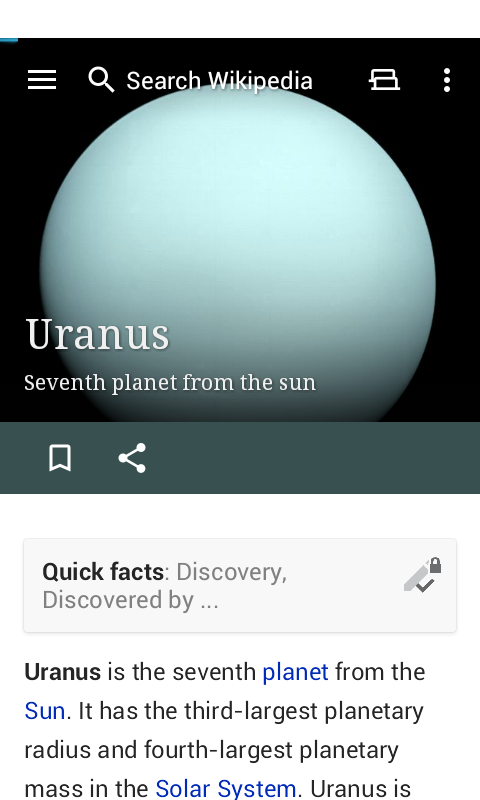 Search Wikipedia
Uranus
Seventh planet from the sun
Quick facts: Discovery,
Discovered by ...
Uranus is the seventh planet from the
Sun. It has the third-largest planetary
radius and fourth-largest planetary
mass in the Solar System. Uranus is